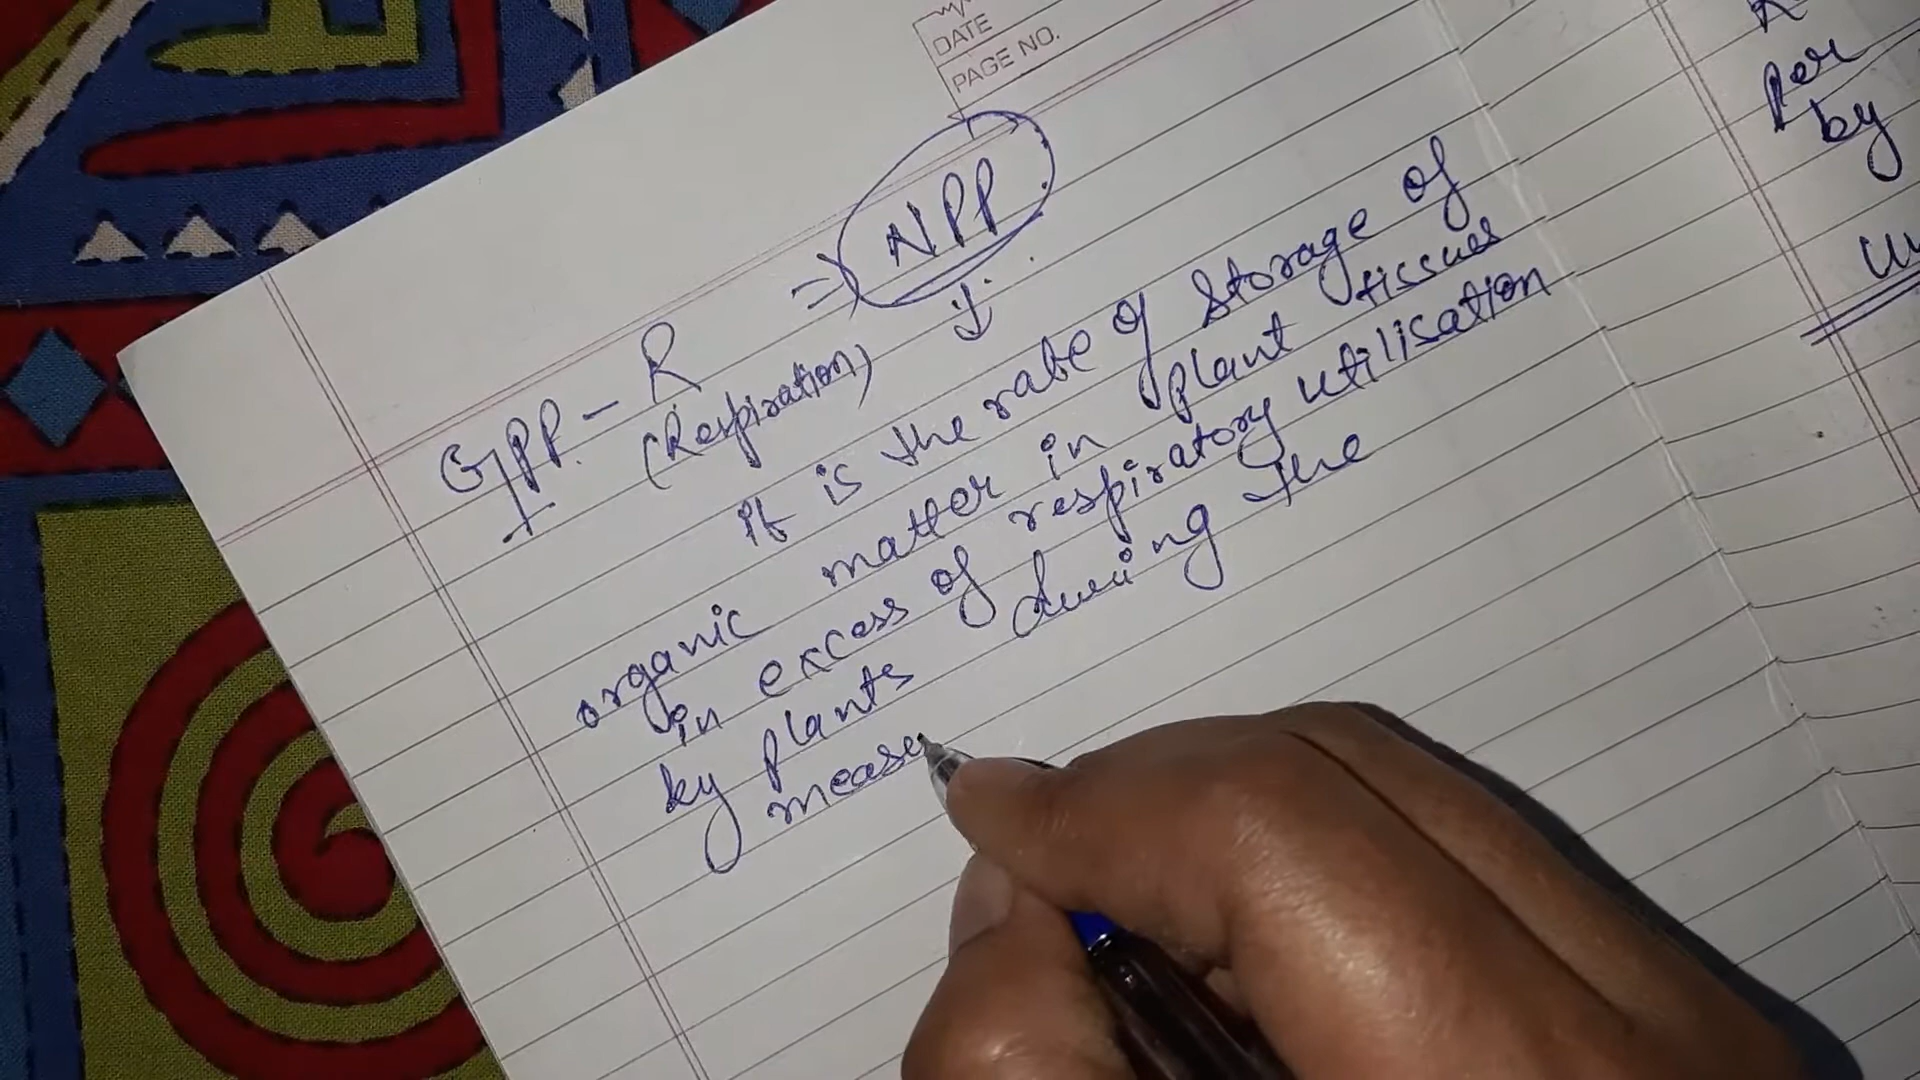 DATE
PAGE NO.
GPP - R => NPP
(Respiration)
It is the rate of Storage of
organic matter in plant tissues
in excess of respiratory utilisation
by plants during the
measu
per
by